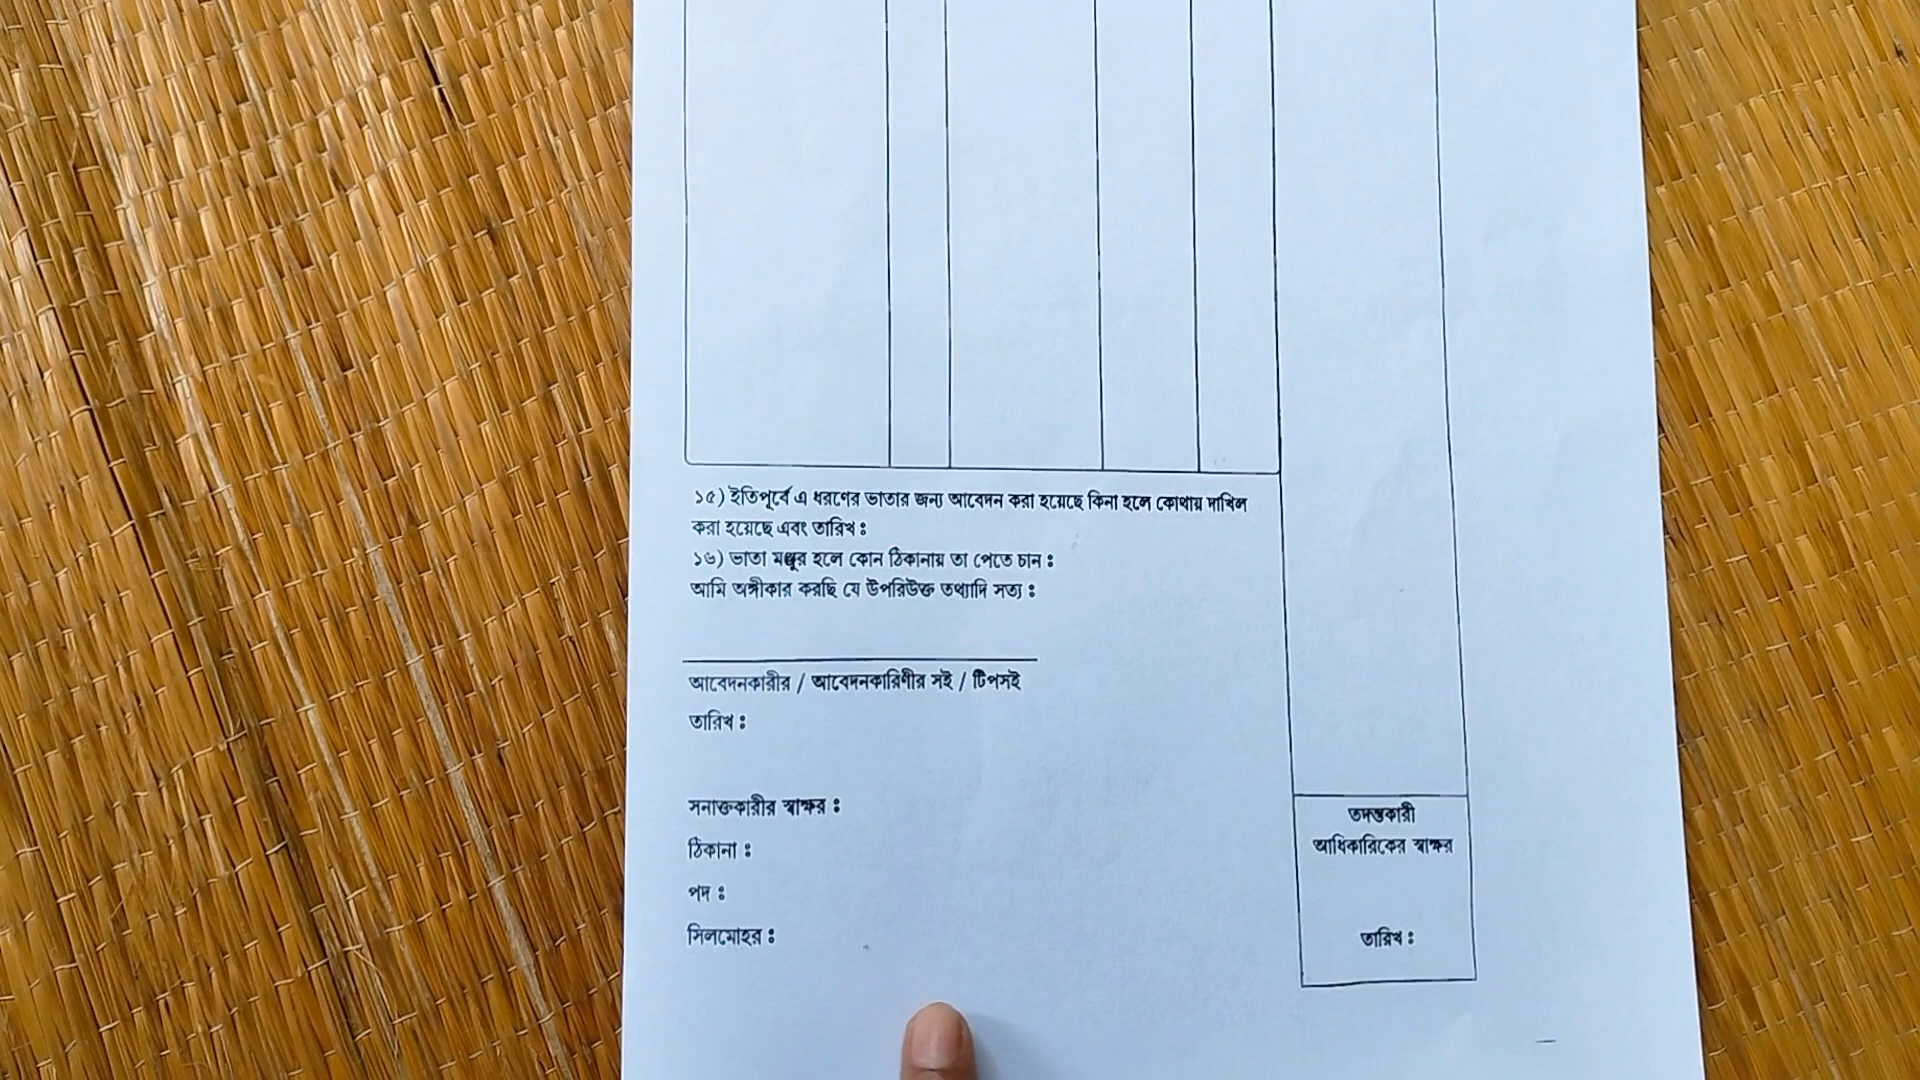 ১৫) ইতিপূর্বে এ ধরণের ভাতার জন্য আবেদন করা হয়েছে কিনা হলে কোথায় দাখিল
করা হয়েছে এবং তারিখ ঃ
১৬) ভাতা মঞ্জুর হলে কোন ঠিকানায় তা পেতে চান ঃ
আমি অঙ্গীকার করছি যে উপরিউক্ত তথ্যাদি সত্য ঃ
আবেদনকারীর / আবেদনকারিণীর সই / টিপসই
তারিখ ঃ
সনাক্তকারীর স্বাক্ষর ঃ
ঠিকানা ঃ
পদ ঃ
সিলমোহর ঃ
তদন্তকারী
আধিকারিকের স্বাক্ষর
তারিখ ঃ